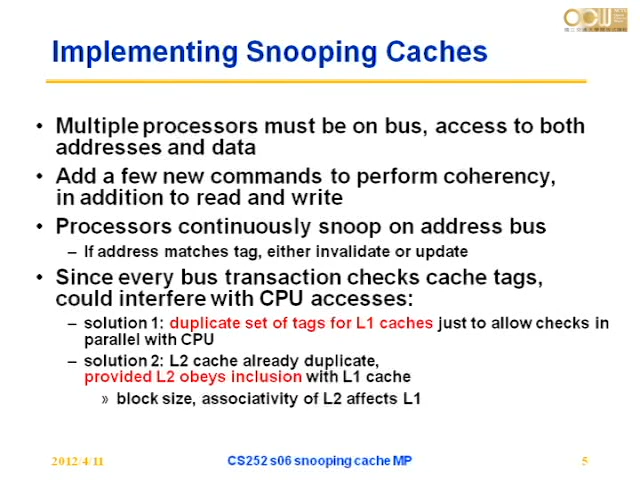 Implementing Snooping Caches
• Multiple processors must be on bus, access to both
addresses and data
• Add a few new commands to perform coherency,
in addition to read and write
• Processors continuously snoop on address bus
– If address matches tag, either invalidate or update
• Since every bus transaction checks cache tags,
could interfere with CPU accesses:
– solution 1: duplicate set of tags for L1 caches just to allow checks in
parallel with CPU
– solution 2: L2 cache already duplicate,
provided L2 obeys inclusion with L1 cache
» block size, associativity of L2 affects L1
2012/4/11
CS252 s06 snooping cache MP
5